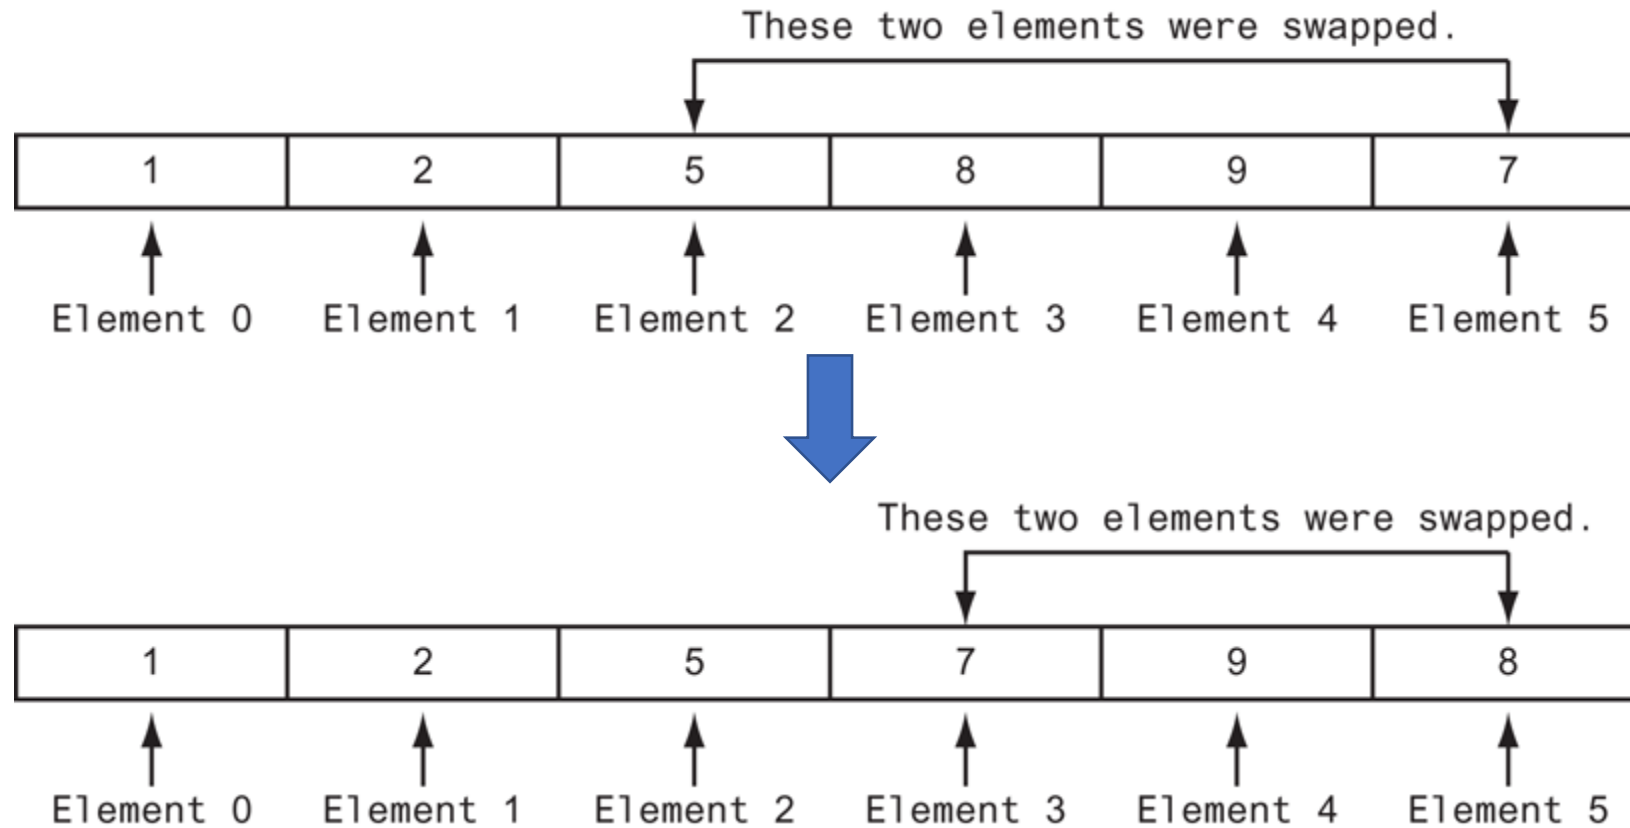 These two elements were swapped.
1 2 5 8 9 7
Element 0 Element 1 Element 2 Element 3 Element 4 Element 5
These two elements were swapped.
1 2 5 7 9 8
Element 0 Element 1 Element 2 Element 3 Element 4 Element 5